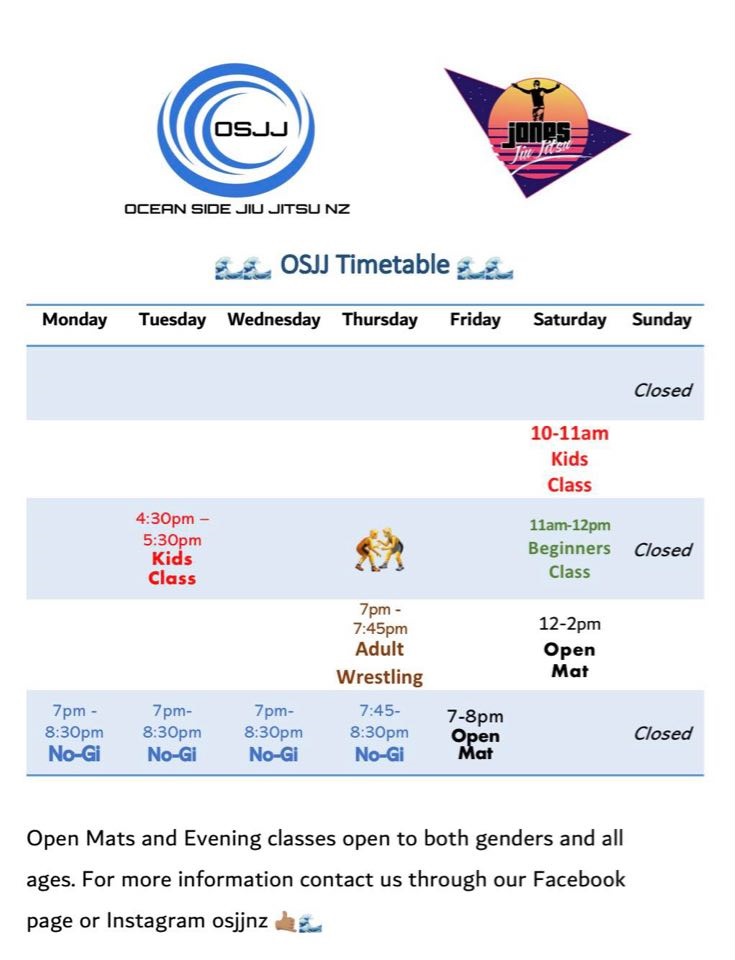 OSJJ
OCEAN SIDE JIU JITSU NZ
jones
Jiu Jitsu
OSJJ Timetable
Monday Tuesday Wednesday Thursday Friday Saturday Sunday
Closed
10-11am
Kids
Class
4:30pm –
5:30pm
Kids
Class
11am-12pm
Beginners
Class
Closed
7pm -
7:45pm
Adult
Wrestling
12-2pm
Open
Mat
7pm -
8:30pm
No-Gi
7pm-
8:30pm
No-Gi
7pm-
8:30pm
No-Gi
7:45-
8:30pm
No-Gi
7-8pm
Open
Mat
Closed
Open Mats and Evening classes open to both genders and all
ages. For more information contact us through our Facebook
page or Instagram osjjnz 🤙🏽🌊